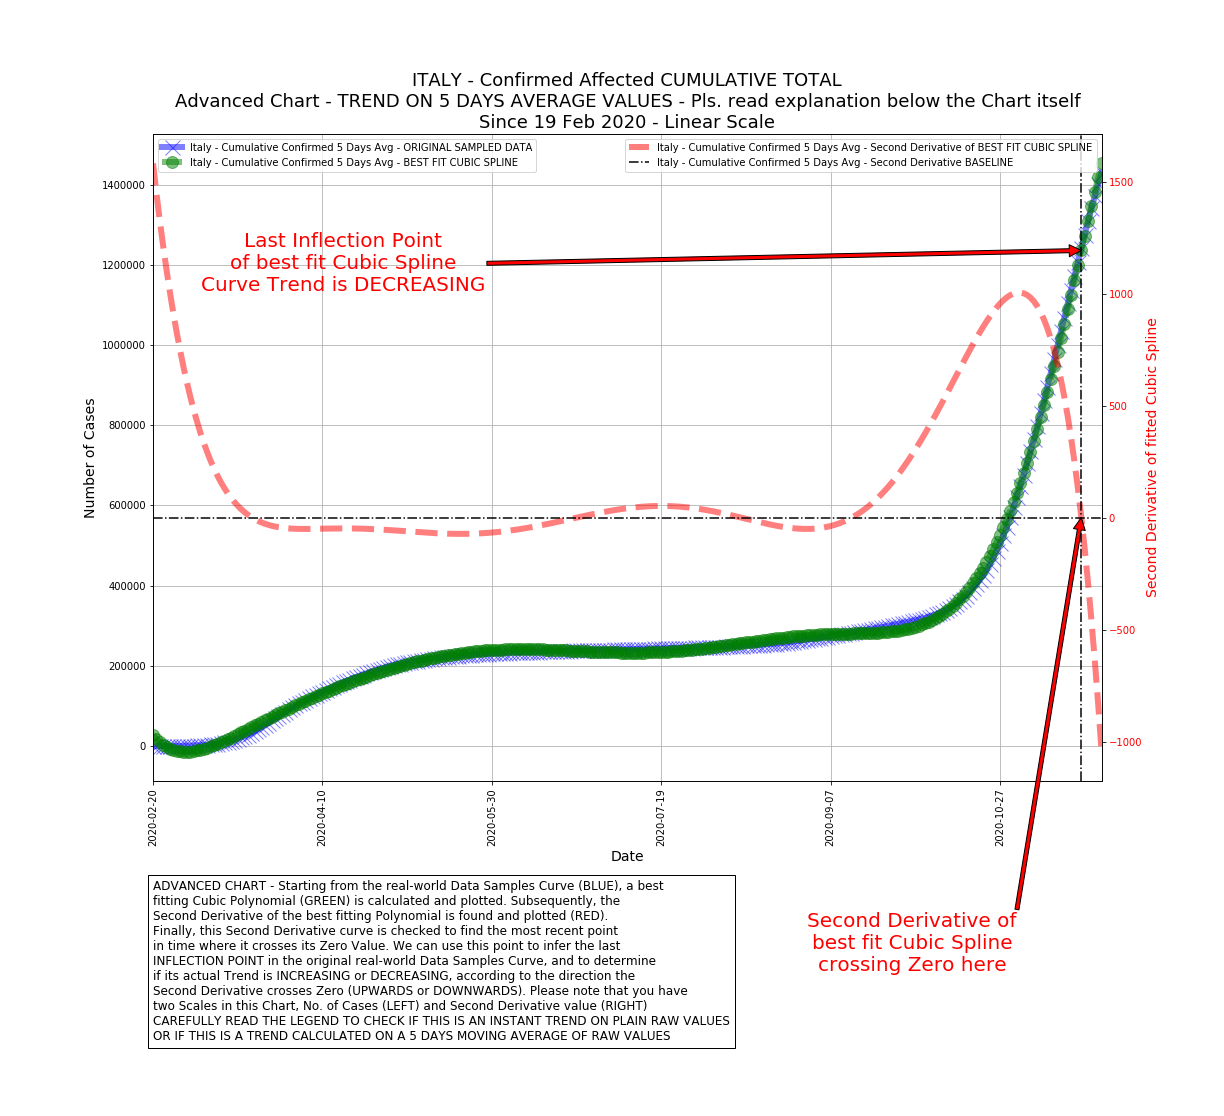 ITALY - Confirmed Affected CUMULATIVE TOTAL
Advanced Chart - TREND ON 5 DAYS AVERAGE VALUES - Pls. read explanation below the Chart itself
Since 19 Feb 2020 - Linear Scale
Italy - Cumulative Confirmed 5 Days Avg - ORIGINAL SAMPLED DATA
Italy - Cumulative Confirmed 5 Days Avg - BEST FIT CUBIC SPLINE
Italy - Cumulative Confirmed 5 Days Avg - Second Derivative of BEST FIT CUBIC SPLINE
Italy - Cumulative Confirmed 5 Days Avg - Second Derivative BASELINE
Last Inflection Point
of best fit Cubic Spline
Curve Trend is DECREASING
Number of Cases
1400000
1200000
1000000
800000
600000
400000
200000
0
1500
1000
500
0
−500
−1000
Second Derivative of fitted Cubic Spline
2020-02-20
2020-04-10
2020-05-30
2020-07-19
2020-09-07
2020-10-27
Date
Second Derivative of
best fit Cubic Spline
crossing Zero here
ADVANCED CHART - Starting from the real-world Data Samples Curve (BLUE), a best
fitting Cubic Polynomial (GREEN) is calculated and plotted. Subsequently, the
Second Derivative of the best fitting Polynomial is found and plotted (RED).
Finally, this Second Derivative curve is checked to find the most recent point
in time where it crosses its Zero Value. We can use this point to infer the last
INFLECTION POINT in the original real-world Data Samples Curve, and to determine
if its actual Trend is INCREASING or DECREASING, according to the direction the
Second Derivative crosses Zero (UPWARDS or DOWNWARDS). Please note that you have
two Scales in this Chart, No. of Cases (LEFT) and Second Derivative value (RIGHT)
CAREFULLY READ THE LEGEND TO CHECK IF THIS IS AN INSTANT TREND ON PLAIN RAW VALUES
OR IF THIS IS A TREND CALCULATED ON A 5 DAYS MOVING AVERAGE OF RAW VALUES